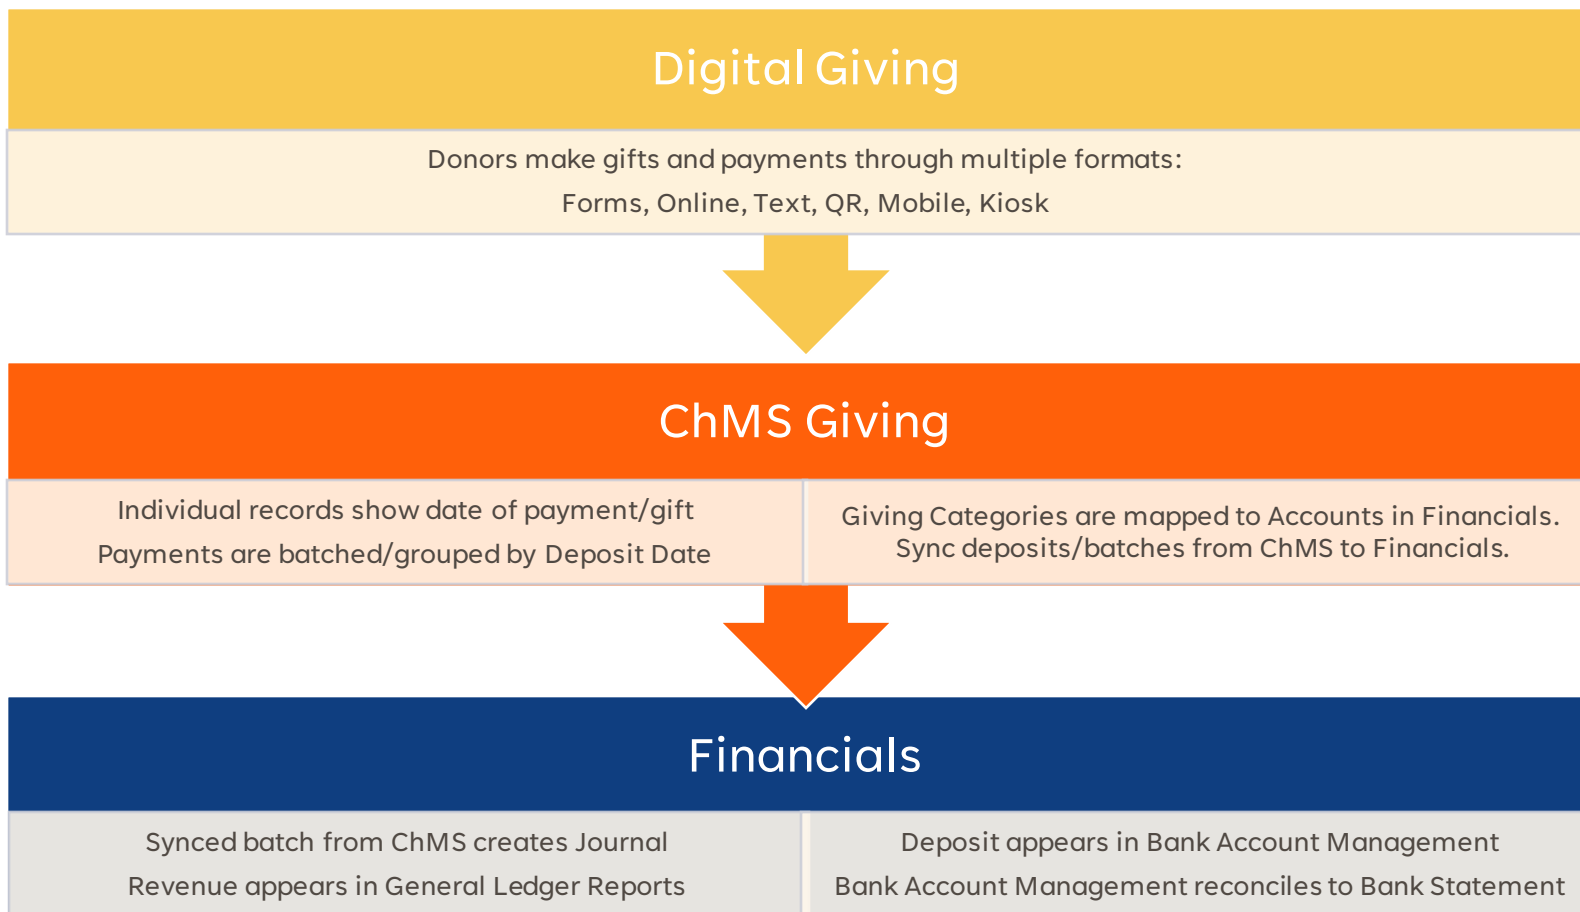 Digital Giving
Donors make gifts and payments through multiple formats:
Forms, Online, Text, QR, Mobile, Kiosk
ChMS Giving
Individual records show date of payment/gift
Payments are batched/grouped by Deposit Date
Giving Categories are mapped to Accounts in Financials.
Sync deposits/batches from ChMS to Financials.
Financials
Synced batch from ChMS creates Journal
Revenue appears in General Ledger Reports
Deposit appears in Bank Account Management
Bank Account Management reconciles to Bank Statement